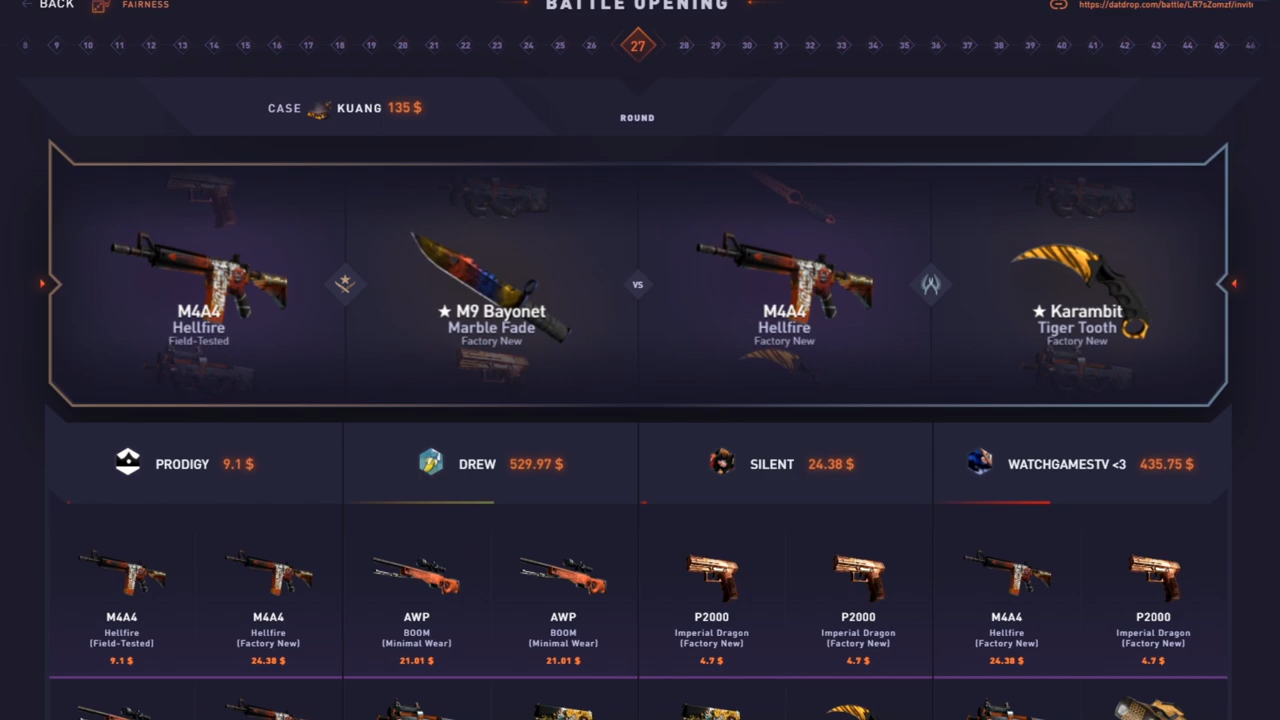 BACK
FAIRNESS
BATTLE OPENING
https://datdrop.com/battle/LR7sZomzf/invite
8 9 10 11 12 13 14 15 16 17 18 19 20 21 22 23 24 25 26 27 28 29 30 31 32 33 34 35 36 37 38 39 40 41 42 43 44 45 46
CASE KUANG 135 $
ROUND
M4A4
Hellfire
Field-Tested
★ M9 Bayonet
Marble Fade
Factory New
VS
M4A4
Hellfire
Factory New
★ Karambit
Tiger Tooth
Factory New
PRODIGY 9.1 $
DREW 529.97 $
SILENT 24.38 $
WATCHGAMESTV <3 435.75 $
M4A4
Hellfire
(Field-Tested)
9.1 $
M4A4
Hellfire
(Factory New)
24.38 $
AWP
BOOM
(Minimal Wear)
21.01 $
AWP
BOOM
(Minimal Wear)
21.01 $
P2000
Imperial Dragon
(Factory New)
4.7 $
P2000
Imperial Dragon
(Factory New)
4.7 $
M4A4
Hellfire
(Factory New)
24.38 $
P2000
Imperial Dragon
(Factory New)
4.7 $